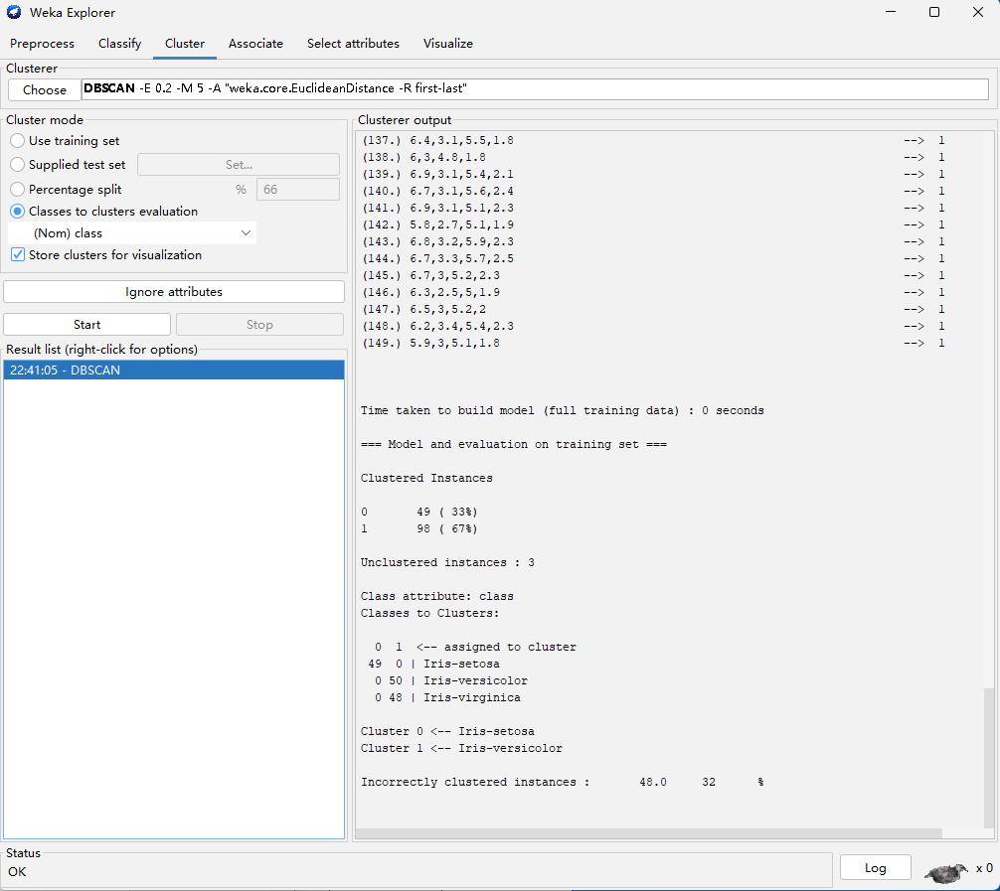 Weka Explorer
Preprocess Classify Cluster Associate Select attributes Visualize
Clusterer
Choose DBSCAN -E 0.2 -M 5 -A "weka.core.EuclideanDistance -R first-last"
Cluster mode
Use training set
Supplied test set Set...
Percentage split % 66
Classes to clusters evaluation
(Nom) class
Store clusters for visualization
Ignore attributes
Start Stop
Result list (right-click for options)
22:41:05 - DBSCAN
Clusterer output
(137.) 6.4,3.1,5.5,1.8 --> 1
(138.) 6,3,4.8,1.8 --> 1
(139.) 6.9,3.1,5.4,2.1 --> 1
(140.) 6.7,3.1,5.6,2.4 --> 1
(141.) 6.9,3.1,5.1,2.3 --> 1
(142.) 5.8,2.7,5.1,1.9 --> 1
(143.) 6.8,3.2,5.9,2.3 --> 1
(144.) 6.7,3.3,5.7,2.5 --> 1
(145.) 6.7,3,5.2,2.3 --> 1
(146.) 6.3,2.5,5,1.9 --> 1
(147.) 6.5,3,5.2,2 --> 1
(148.) 6.2,3.4,5.4,2.3 --> 1
(149.) 5.9,3,5.1,1.8 --> 1
Time taken to build model (full training data) : 0 seconds
=== Model and evaluation on training set ===
Clustered Instances
0 49 ( 33%)
1 98 ( 67%)
Unclustered instances : 3
Class attribute: class
Classes to Clusters:
0 1 <-- assigned to cluster
49 0 | Iris-setosa
0 50 | Iris-versicolor
0 48 | Iris-virginica
Cluster 0 <-- Iris-setosa
Cluster 1 <-- Iris-versicolor
Incorrectly clustered instances : 48.0 32 %
Status
OK
Log x 0